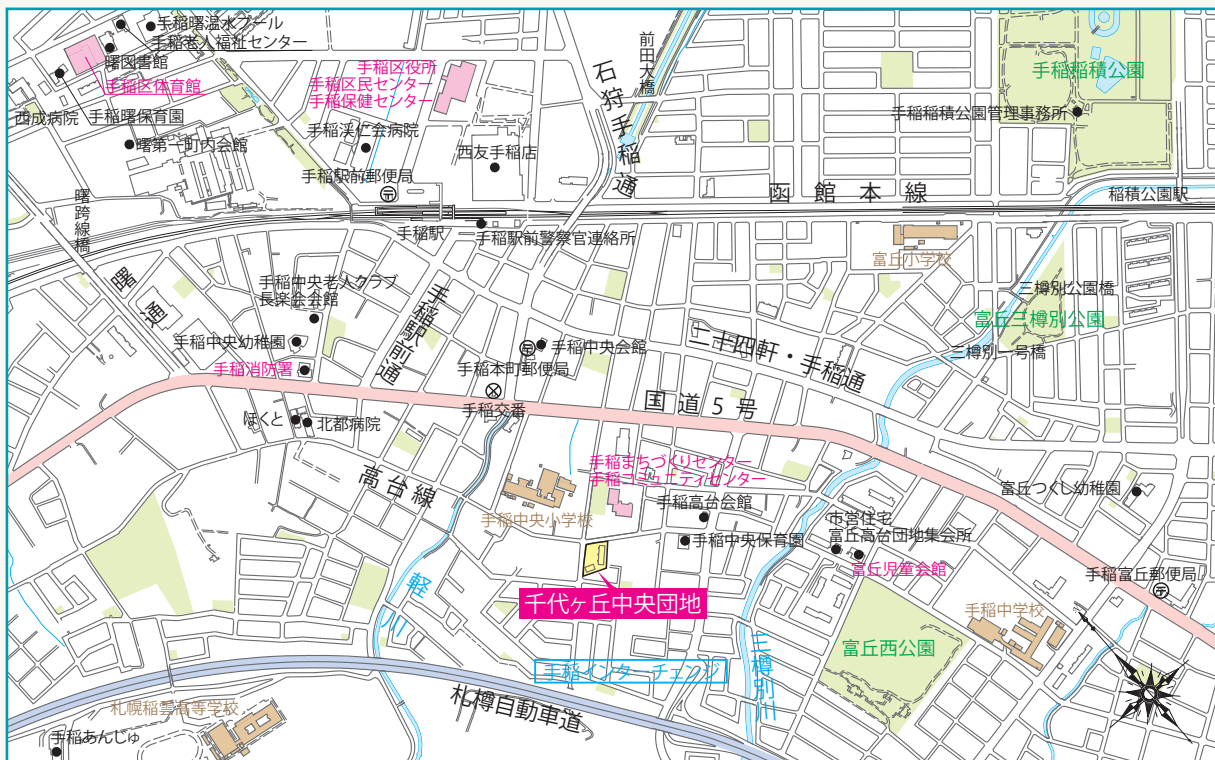 手稲曙温水プール
手稲老人福祉センター
曙図書館
手稲区体育館
西成病院
手稲曙保育園
曙第一町内会館
手稲区役所
手稲区民センター
手稲保健センター
手稲渓仁会病院
手稲駅前郵便局
西友手稲店
石狩手稲通
前田大橋
手稲稲積公園
手稲稲積公園管理事務所
函館本線
稲積公園駅
曙跨線橋
曙通
手稲駅
手稲駅前警察官連絡所
富丘小学校
手稲中央老人クラブ
長楽会会館
手稲駅前通
三樽別公園橋
富丘三樽別公園
三樽別一号橋
手稲中央幼稚園
手稲消防署
手稲中央会館
手稲本町郵便局
二十四軒・手稲通
手稲交番
国道5号
ほくと
北都病院
高台線
手稲まちづくりセンター
手稲コミュニティセンター
手稲中央小学校
手稲高台会館
手稲中央保育園
富丘つくし幼稚園
市営住宅
富丘高台団地集会所
富丘児童会館
手稲富丘郵便局
軽川
千代ヶ丘中央団地
手稲中学校
富丘西公園
手稲インターチェンジ
三樽別川
札樽自動車道
札幌稲雲高等学校
手稲あんじゅ